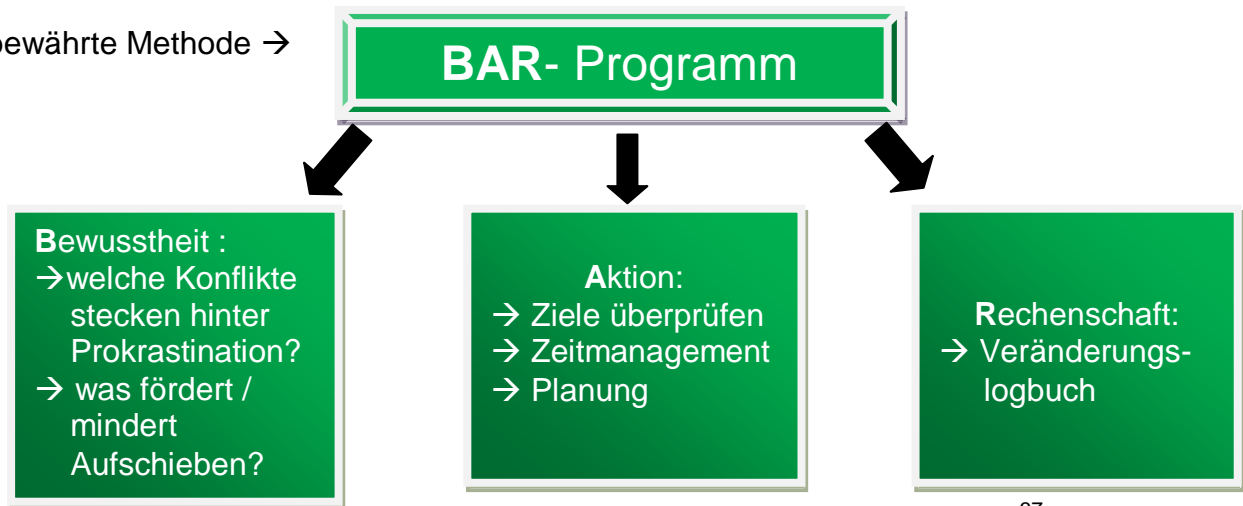 bewährte Methode →
BAR- Programm
Bewusstheit :
→welche Konflikte
stecken hinter
Prokrastination?
→ was fördert /
mindert
Aufschieben?
Aktion:
→ Ziele überprüfen
→ Zeitmanagement
→ Planung
Rechenschaft:
→ Veränderungs-
logbuch